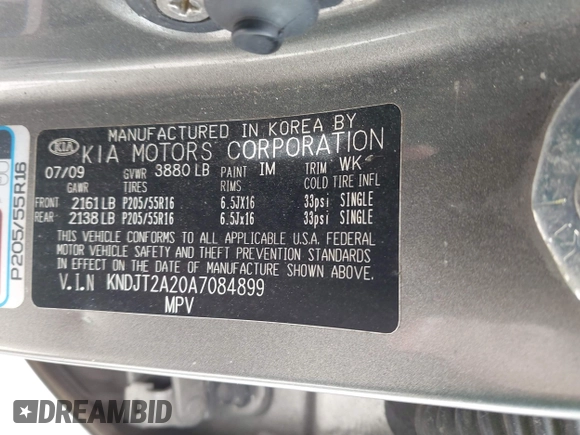 MANUFACTURED IN KOREA BY
KIA KIA MOTORS CORPORATION
07/09 GVWR 3880 LB PAINT IM TRIM WK
GAWR TIRES RIMS COLD TIRE INFL
FRONT 2161 LB P205/55R16 6.5JX16 33psi SINGLE
REAR 2138 LB P205/55R16 6.5Jx16 33psi SINGLE
THIS VEHICLE CONFORMS TO ALL APPLICABLE U.S.A. FEDERAL
MOTOR VEHICLE SAFETY AND THEFT PREVENTION STANDARDS
IN EFFECT ON THE DATE OF MANUFACTURE SHOWN ABOVE.
V.I.N KNDJT2A20A7084899
MPV
P205/55R16
DREAMBID